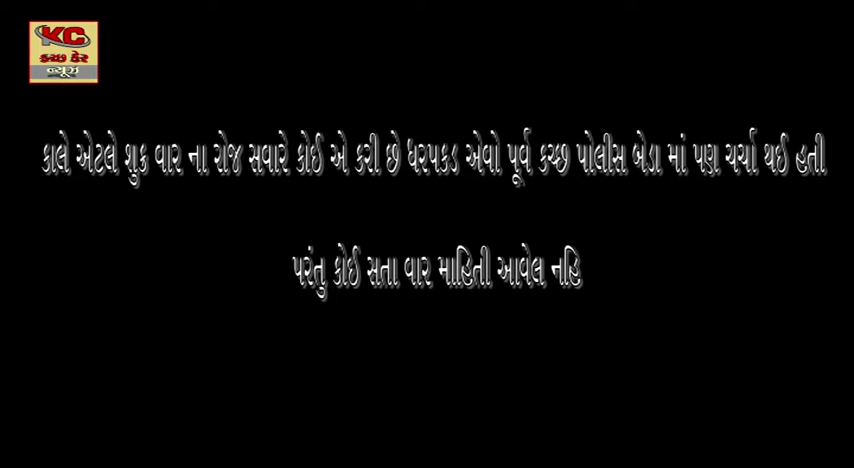 KC
કચ્છ કેર
ન્યૂઝ
કાલે એટલે શુક્ર વાર ના રોજ સવારે કોઈ એ કરી છે ધરપકડ એવો પૂર્વ કચ્છ પોલીસ બેડા માં પણ ચર્ચા થઈ હતી
પરંતુ કોઈ સતા વાર માહિતી આવેલ નહિ